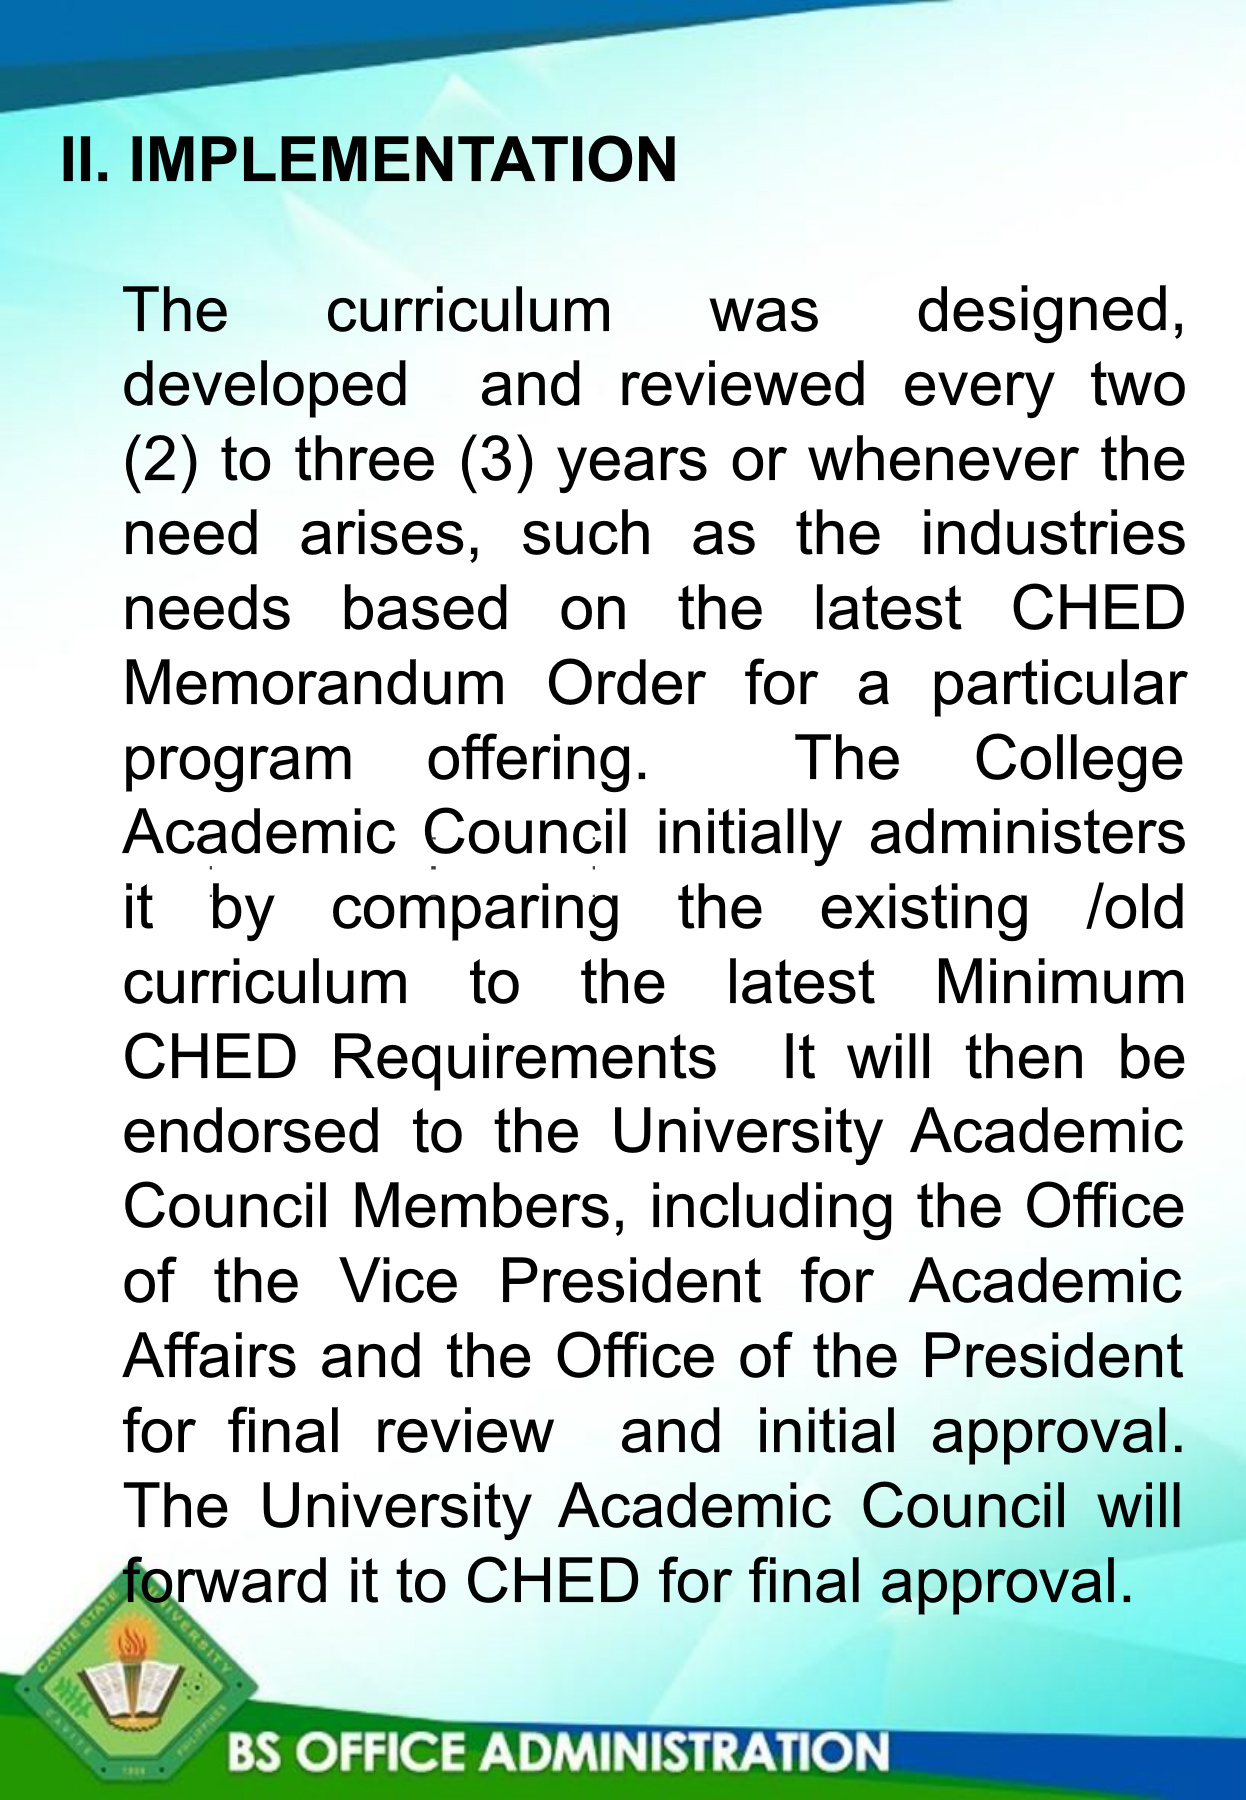 II. IMPLEMENTATION
The curriculum was designed,
developed and reviewed every two
(2) to three (3) years or whenever the
need arises, such as the industries
needs based on the latest CHED
Memorandum Order for a particular
program offering. The College
Academic Council initially administers
it by comparing the existing /old
curriculum to the latest Minimum
CHED Requirements It will then be
endorsed to the University Academic
Council Members, including the Office
of the Vice President for Academic
Affairs and the Office of the President
for final review and initial approval.
The University Academic Council will
forward it to CHED for final approval.
CAVITE STATE UNIVERSITY
CAVITE
PHILIPPINES
1906
BS OFFICE ADMINISTRATION